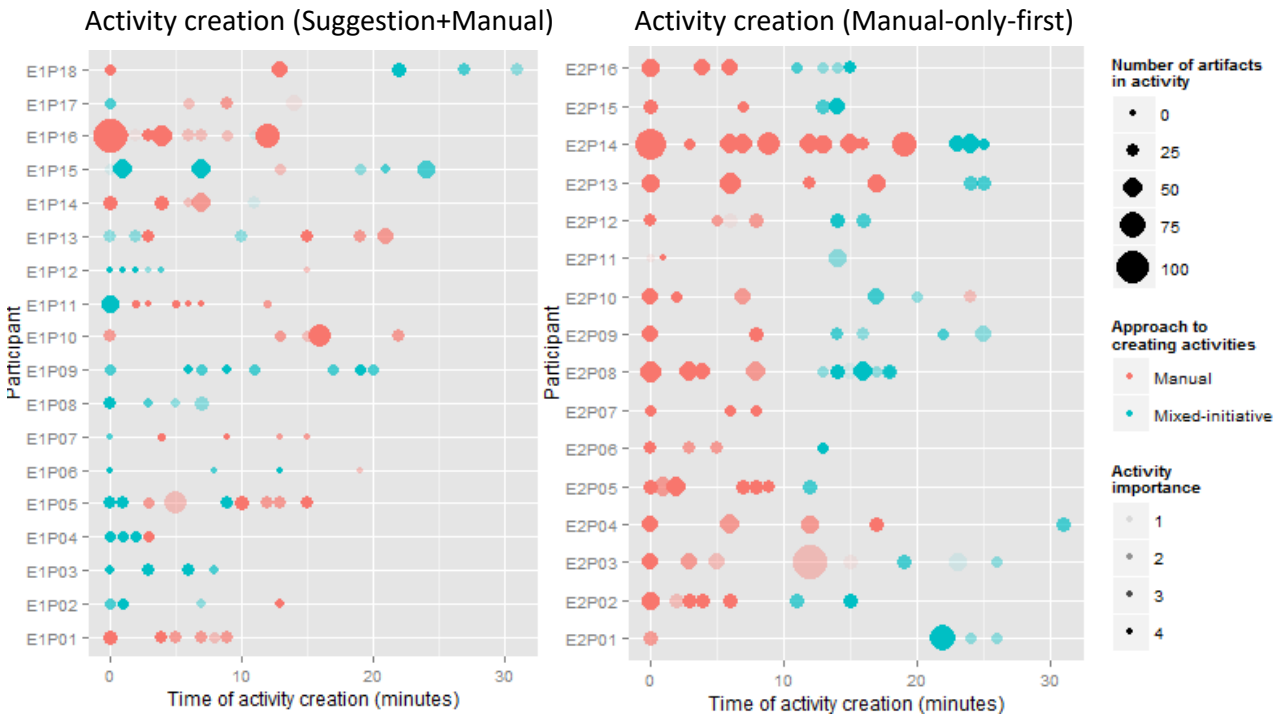 Activity creation (Suggestion+Manual)
Activity creation (Manual-only-first)
Participant
E1P18
E1P17
E1P16
E1P15
E1P14
E1P13
E1P12
E1P11
E1P10
E1P09
E1P08
E1P07
E1P06
E1P05
E1P04
E1P03
E1P02
E1P01
0 10 20 30
Time of activity creation (minutes)
Participant
E2P16
E2P15
E2P14
E2P13
E2P12
E2P11
E2P10
E2P09
E2P08
E2P07
E2P06
E2P05
E2P04
E2P03
E2P02
E2P01
0 10 20 30
Time of activity creation (minutes)
Number of artifacts
in activity
0
25
50
75
100
Approach to
creating activities
Manual
Mixed-initiative
Activity
importance
1
2
3
4